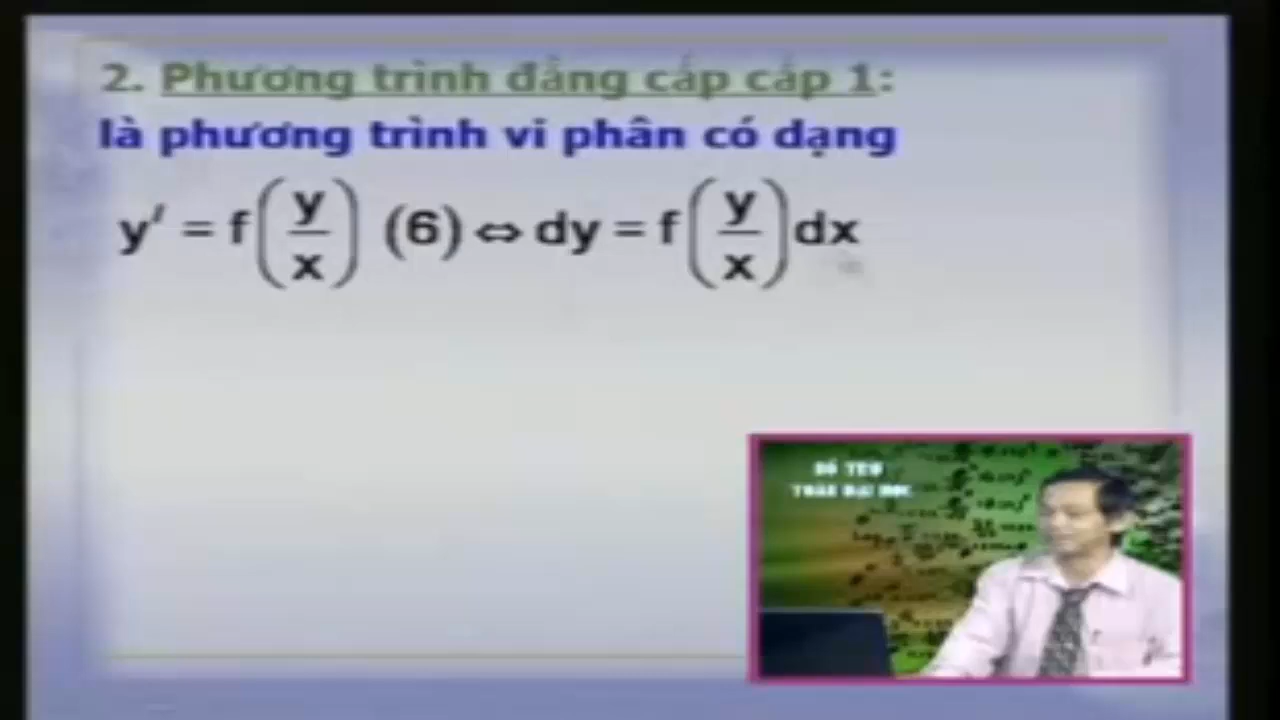 2. Phương trình đẳng cấp cấp 1:
là phương trình vi phân có dạng
y' = f(y/x) (6) ⇔ dy = f(y/x)dx